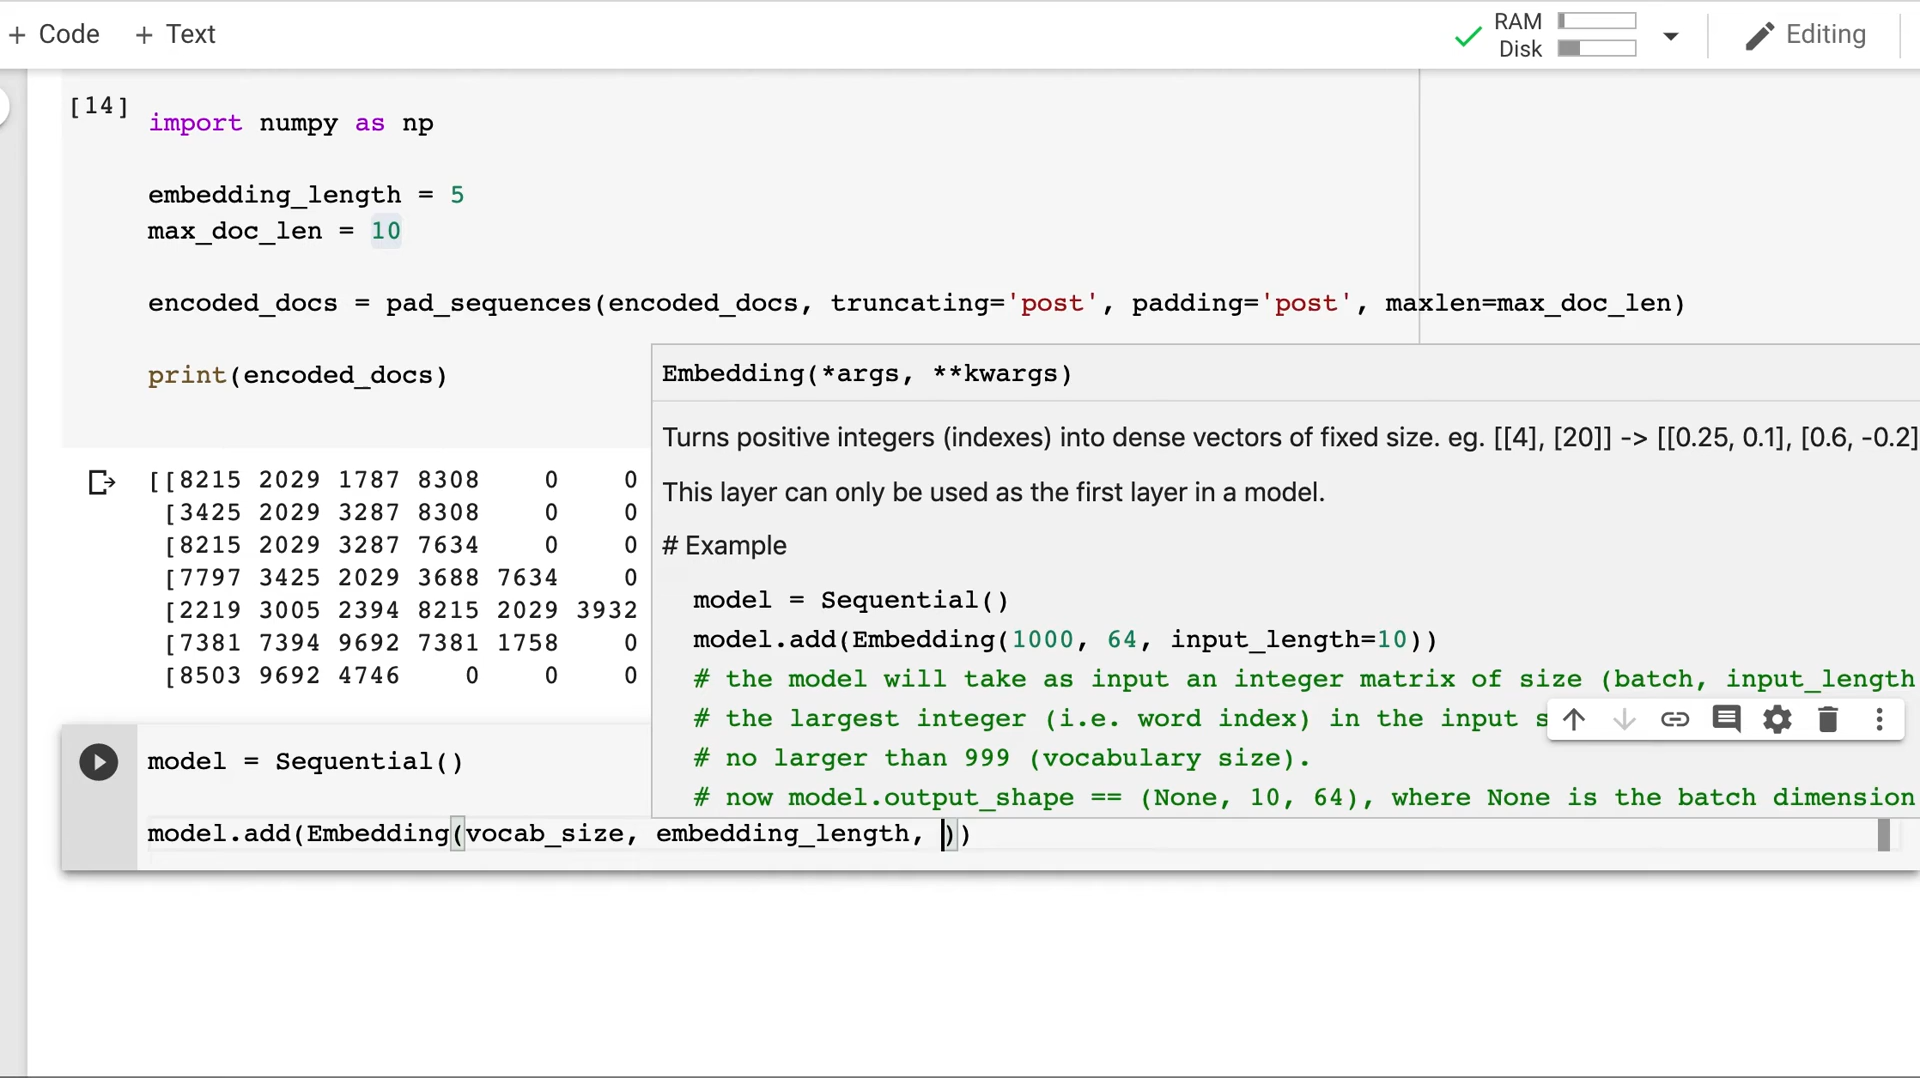 + Code + Text
RAM
Disk
Editing
[14]
import numpy as np
embedding_length = 5
max_doc_len = 10
encoded_docs = pad_sequences(encoded_docs, truncating='post', padding='post', maxlen=max_doc_len)
print(encoded_docs)
Embedding(*args, **kwargs)
Turns positive integers (indexes) into dense vectors of fixed size. eg. [[4], [20]] -> [[0.25, 0.1], [0.6, -0.2]
This layer can only be used as the first layer in a model.
# Example
model = Sequential()
model.add(Embedding(1000, 64, input_length=10))
# the model will take as input an integer matrix of size (batch, input_length
# the largest integer (i.e. word index) in the input s
# no larger than 999 (vocabulary size).
# now model.output_shape == (None, 10, 64), where None is the batch dimension
[[8215 2029 1787 8308 0 0
[3425 2029 3287 8308 0 0
[8215 2029 3287 7634 0 0
[7797 3425 2029 3688 7634 0
[2219 3005 2394 8215 2029 3932
[7381 7394 9692 7381 1758 0
[8503 9692 4746 0 0 0
model = Sequential()
model.add(Embedding(vocab_size, embedding_length, ))